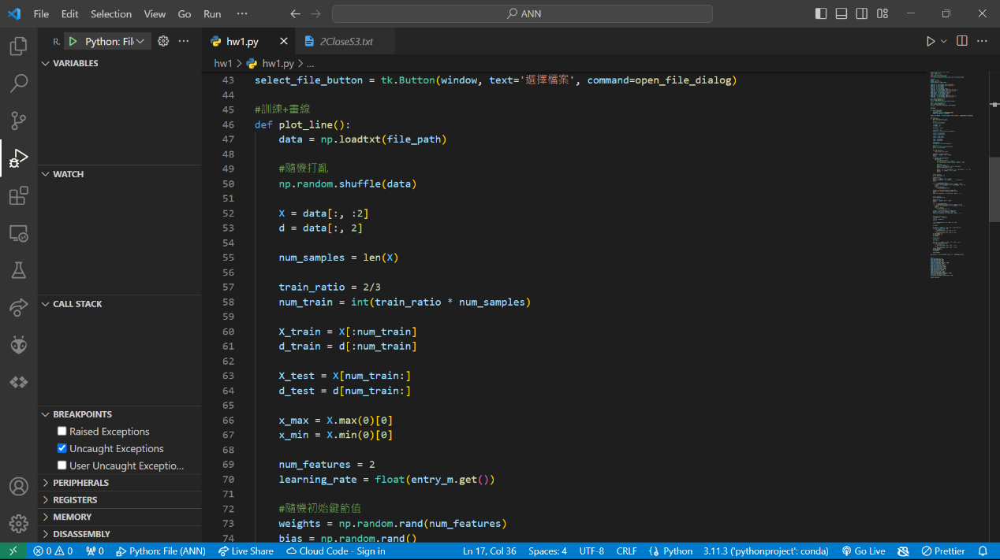 File Edit Selection View Go Run ··· ANN
R. Python: Fil ···
hw1.py 2CloseS3.txt ···
hw1 > hw1.py > ...
VARIABLES
WATCH
CALL STACK
BREAKPOINTS
Raised Exceptions
Uncaught Exceptions
User Uncaught Exceptio...
PERIPHERALS
REGISTERS
MEMORY
DISASSEMBLY
43 select_file_button = tk.Button(window, text='選擇檔案', command=open_file_dialog)
44
45 #訓練+畫線
46 def plot_line():
47 data = np.loadtxt(file_path)
48
49 #隨機打亂
50 np.random.shuffle(data)
51
52 X = data[:, :2]
53 d = data[:, 2]
54
55 num_samples = len(X)
56
57 train_ratio = 2/3
58 num_train = int(train_ratio * num_samples)
59
60 X_train = X[:num_train]
61 d_train = d[:num_train]
62
63 X_test = X[num_train:]
64 d_test = d[num_train:]
65
66 x_max = X.max(0)[0]
67 x_min = X.min(0)[0]
68
69 num_features = 2
70 learning_rate = float(entry_m.get())
71
72 #隨機初始鍵節值
73 weights = np.random.rand(num_features)
74 bias = np.random.rand()
0 0 0 Python: File (ANN) Live Share Cloud Code - Sign in Ln 17, Col 36 Spaces: 4 UTF-8 CRLF Python 3.11.3 ('pythonproject': conda) Go Live Prettier